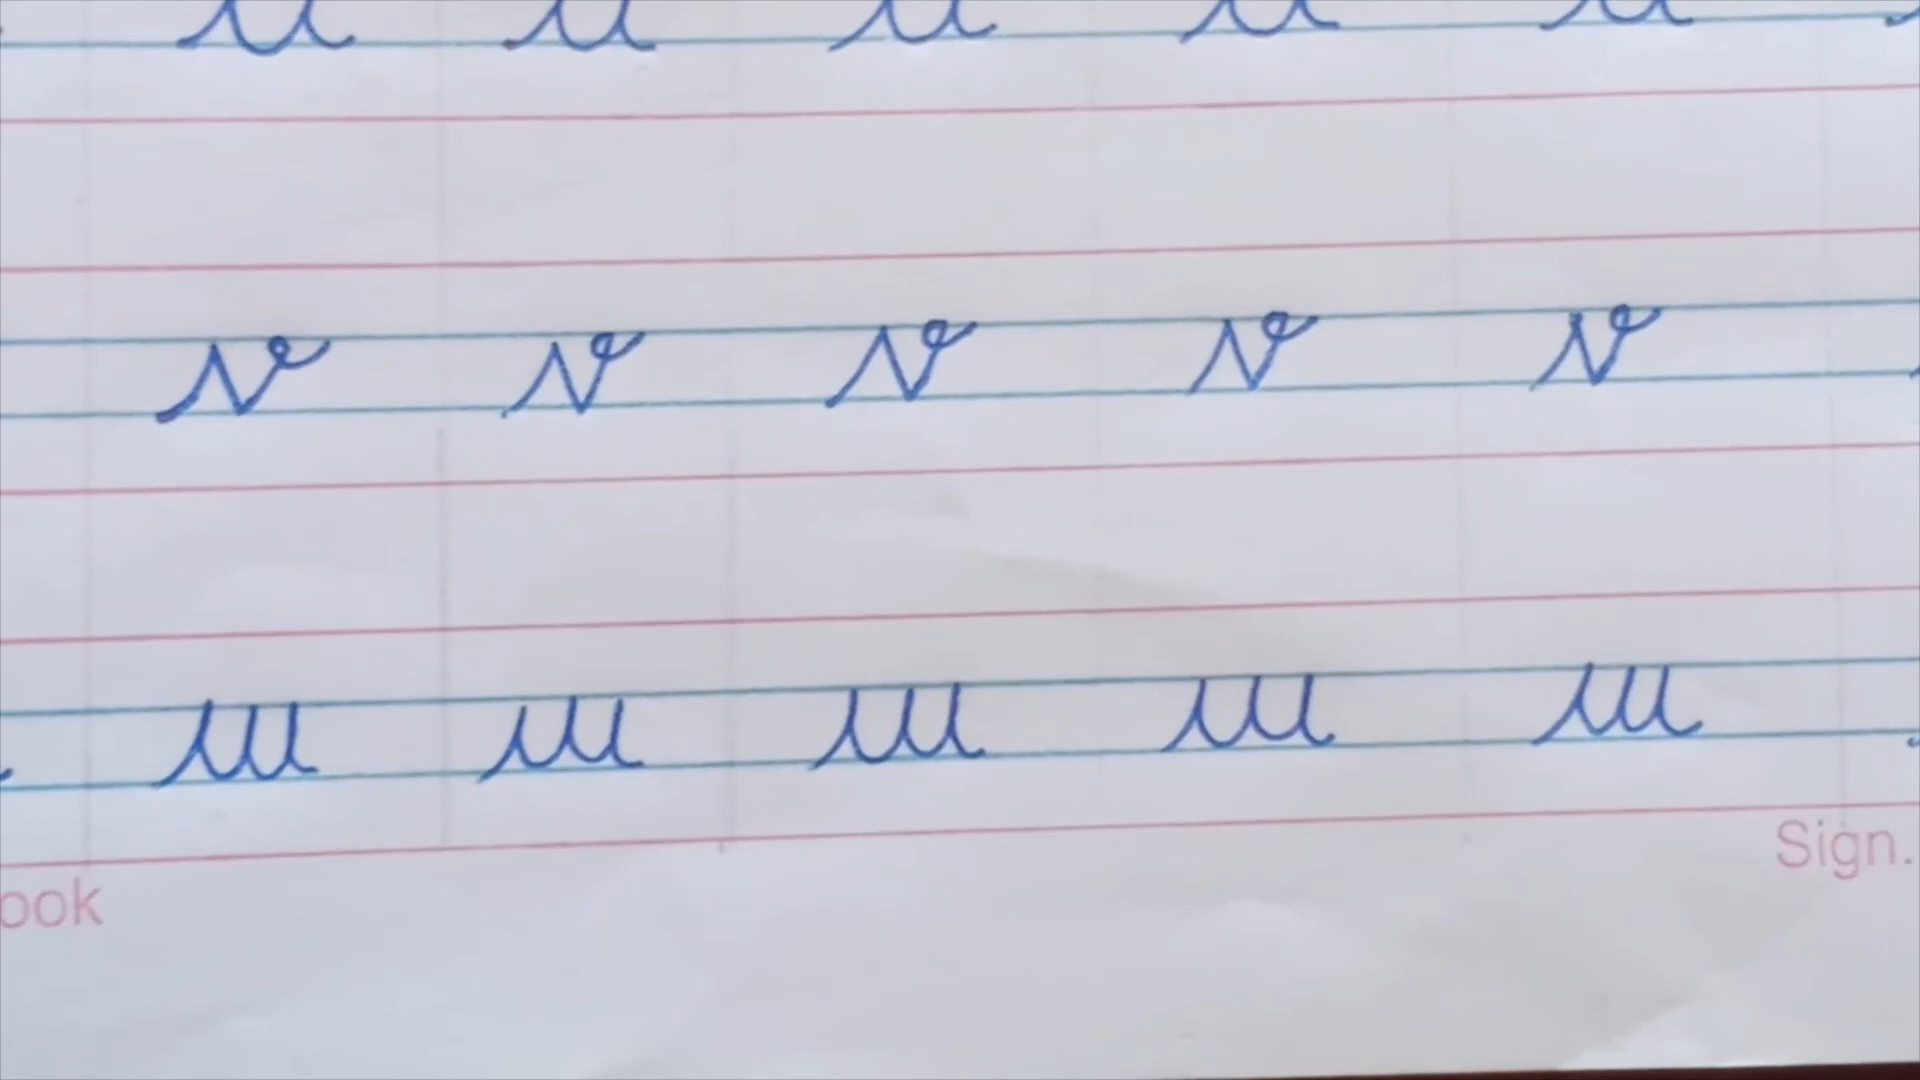 u u u u u
v v v v v
w w w w w
Sign.
ook